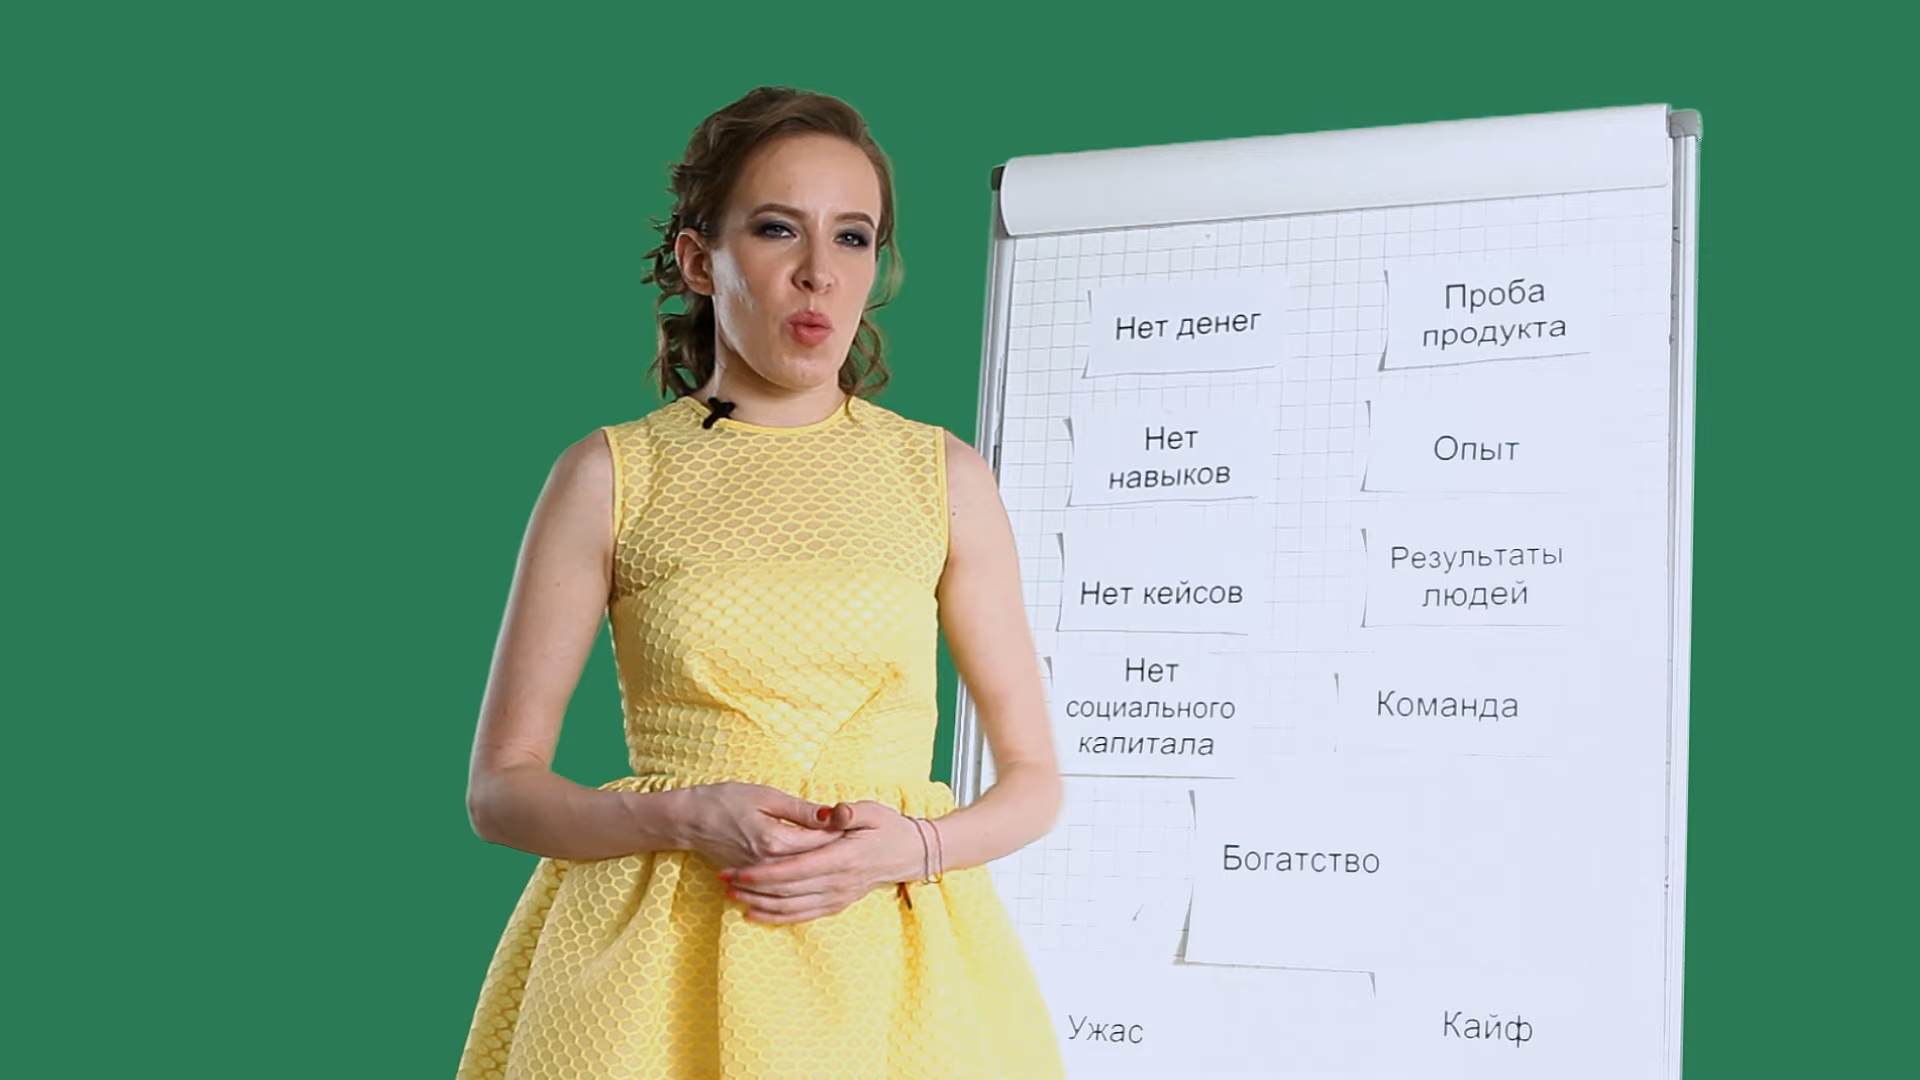 Нет денег
Проба
продукта
Нет
навыков
Опыт
Нет кейсов
Результаты
людей
Нет
социального
капитала
Команда
Богатство
Ужас
Кайф